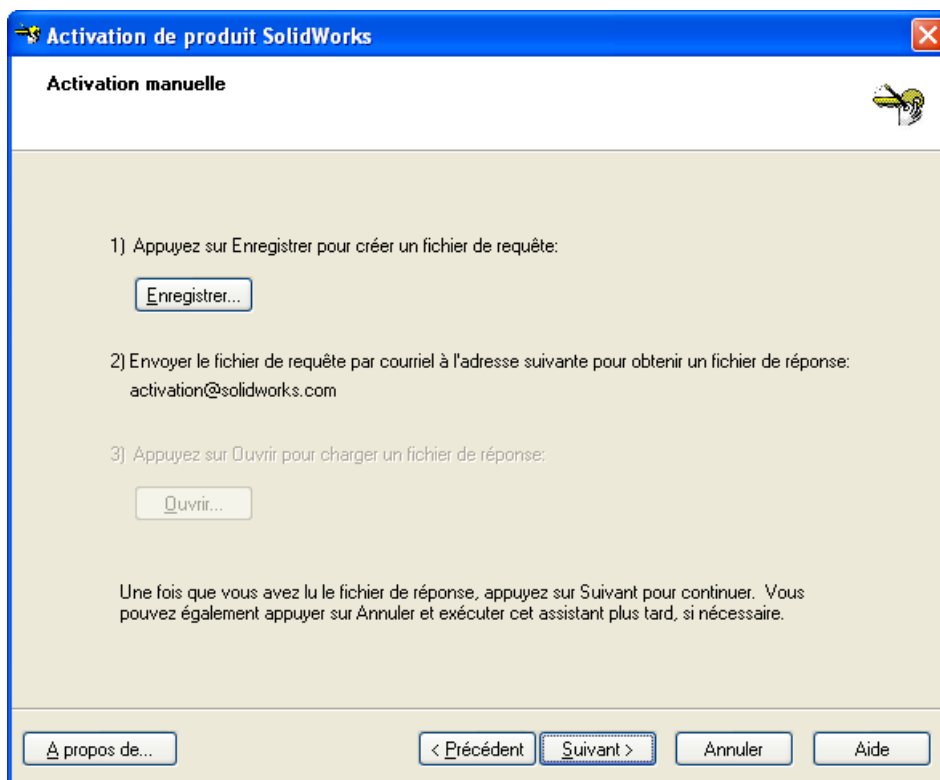 Activation de produit SolidWorks
Activation manuelle
1) Appuyez sur Enregistrer pour créer un fichier de requête:
Enregistrer...
2) Envoyer le fichier de requête par courriel à l'adresse suivante pour obtenir un fichier de réponse:
activation@solidworks.com
3) Appuyez sur Ouvrir pour charger un fichier de réponse:
Ouvrir...
Une fois que vous avez lu le fichier de réponse, appuyez sur Suivant pour continuer. Vous
pouvez également appuyer sur Annuler et exécuter cet assistant plus tard, si nécessaire.
A propos de... < Précédent Suivant > Annuler Aide